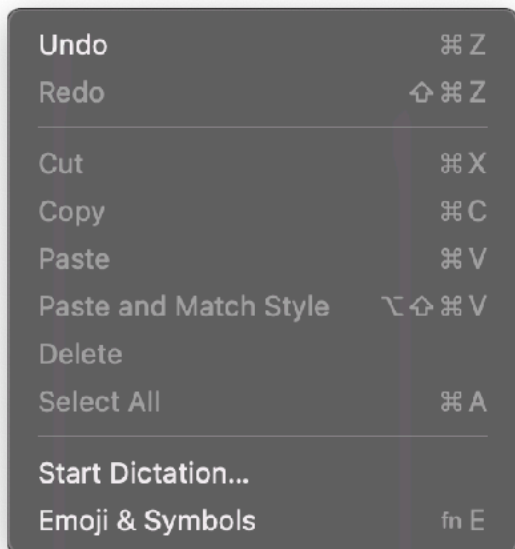 Undo ⌘ Z
Redo ⇧ ⌘ Z
Cut ⌘ X
Copy ⌘ C
Paste ⌘ V
Paste and Match Style ⌥ ⇧ ⌘ V
Delete
Select All ⌘ A
Start Dictation...
Emoji & Symbols fn E